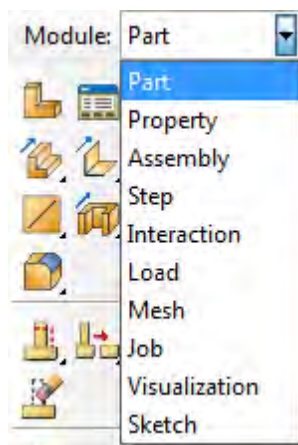 Module: Part
Part
Property
Assembly
Step
Interaction
Load
Mesh
Job
Visualization
Sketch